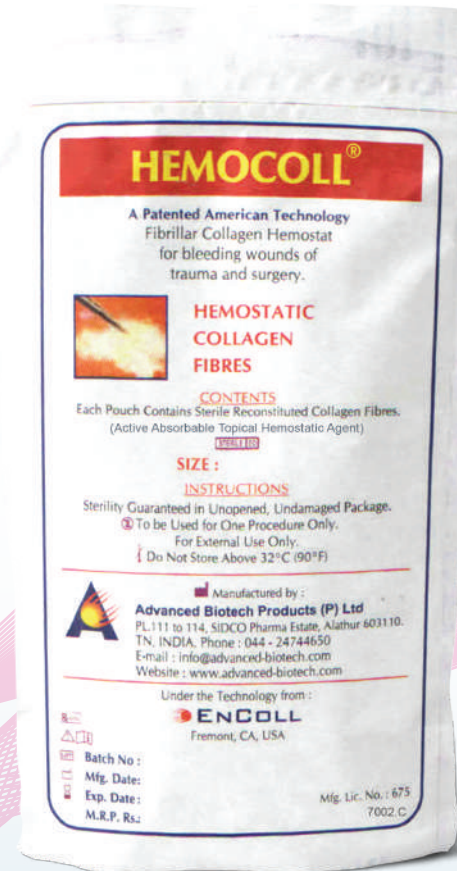 HEMOCOLL®
A Patented American Technology
Fibrillar Collagen Hemostat
for bleeding wounds of
trauma and surgery.
HEMOSTATIC
COLLAGEN
FIBRES
CONTENTS
Each Pouch Contains Sterile Reconstituted Collagen Fibres.
(Active Absorbable Topical Hemostatic Agent)
STERILE EO
SIZE :
INSTRUCTIONS
Sterility Guaranteed in Unopened, Undamaged Package.
To be Used for One Procedure Only.
For External Use Only.
Do Not Store Above 32°C (90°F)
Manufactured by :
Advanced Biotech Products (P) Ltd
PL.111 to 114, SIDCO Pharma Estate, Alathur 603110.
TN, INDIA. Phone : 044 - 24744650
E-mail : info@advanced-biotech.com
Website : www.advanced-biotech.com
Under the Technology from :
ENCOLL
Fremont, CA, USA
Batch No :
Mfg. Date:
Exp. Date :
M.R.P. Rs.:
Mfg. Lic. No. : 675
7002.C